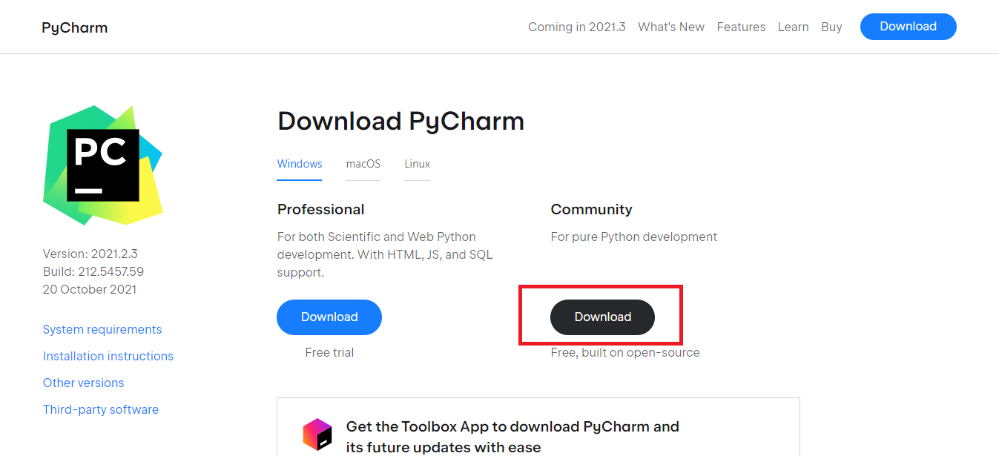 PyCharm
Coming in 2021.3 What's New Features Learn Buy Download
PC
Version: 2021.2.3
Build: 212.5457.59
20 October 2021
System requirements
Installation instructions
Other versions
Third-party software
Download PyCharm
Windows macOS Linux
Professional
For both Scientific and Web Python
development. With HTML, JS, and SQL
support.
Download
Free trial
Community
For pure Python development
Download
Free, built on open-source
Get the Toolbox App to download PyCharm and
its future updates with ease